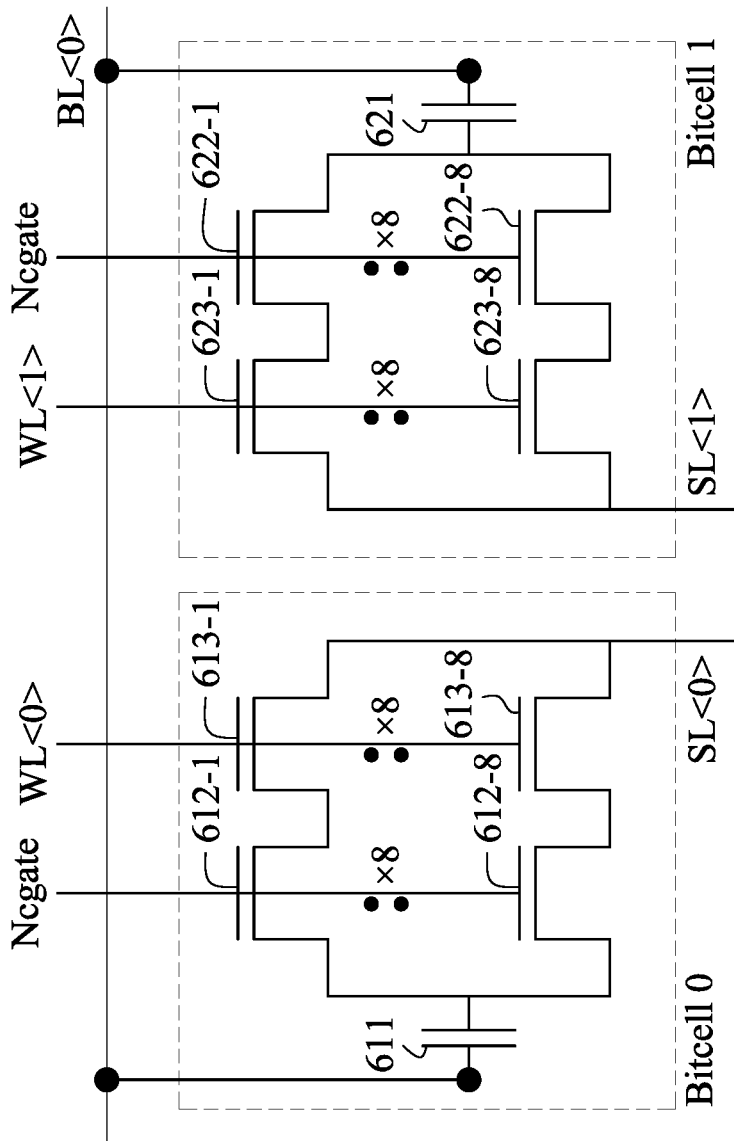 BL<0>
Ncgate
WL<1>
WL<0>
Ncgate
622-1
623-1
613-1
612-1
×8
×8
×8
×8
621
622-8
623-8
613-8
612-8
611
Bitcell 1
SL<1>
SL<0>
Bitcell 0